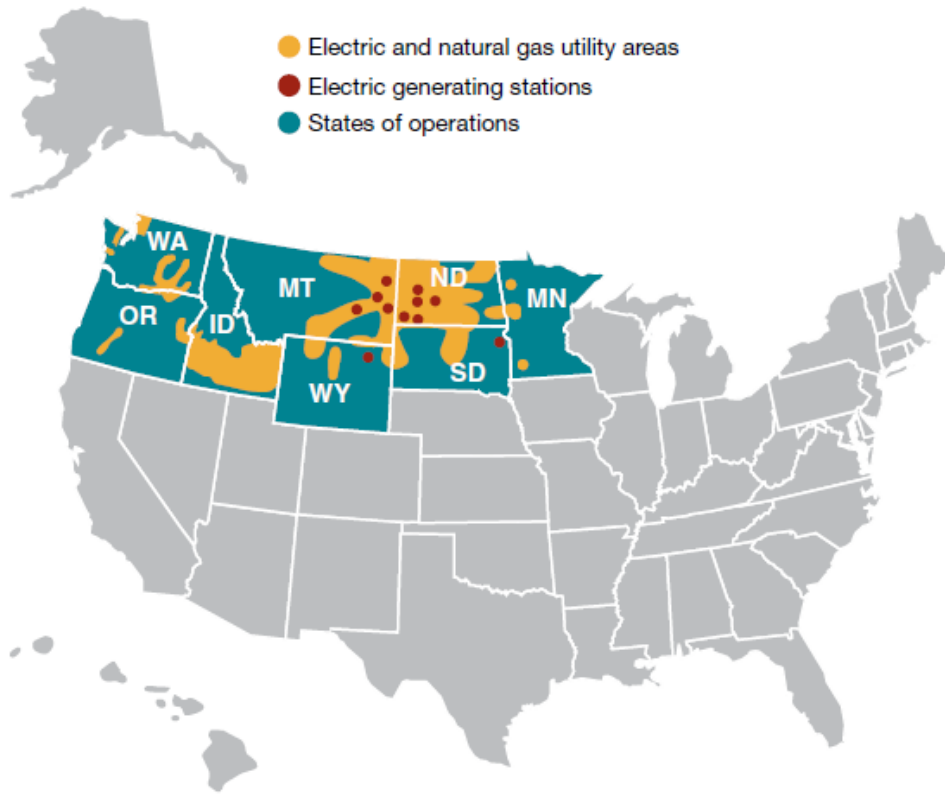 Electric and natural gas utility areas
Electric generating stations
States of operations
WA
MT
ND
MN
OR
ID
SD
WY